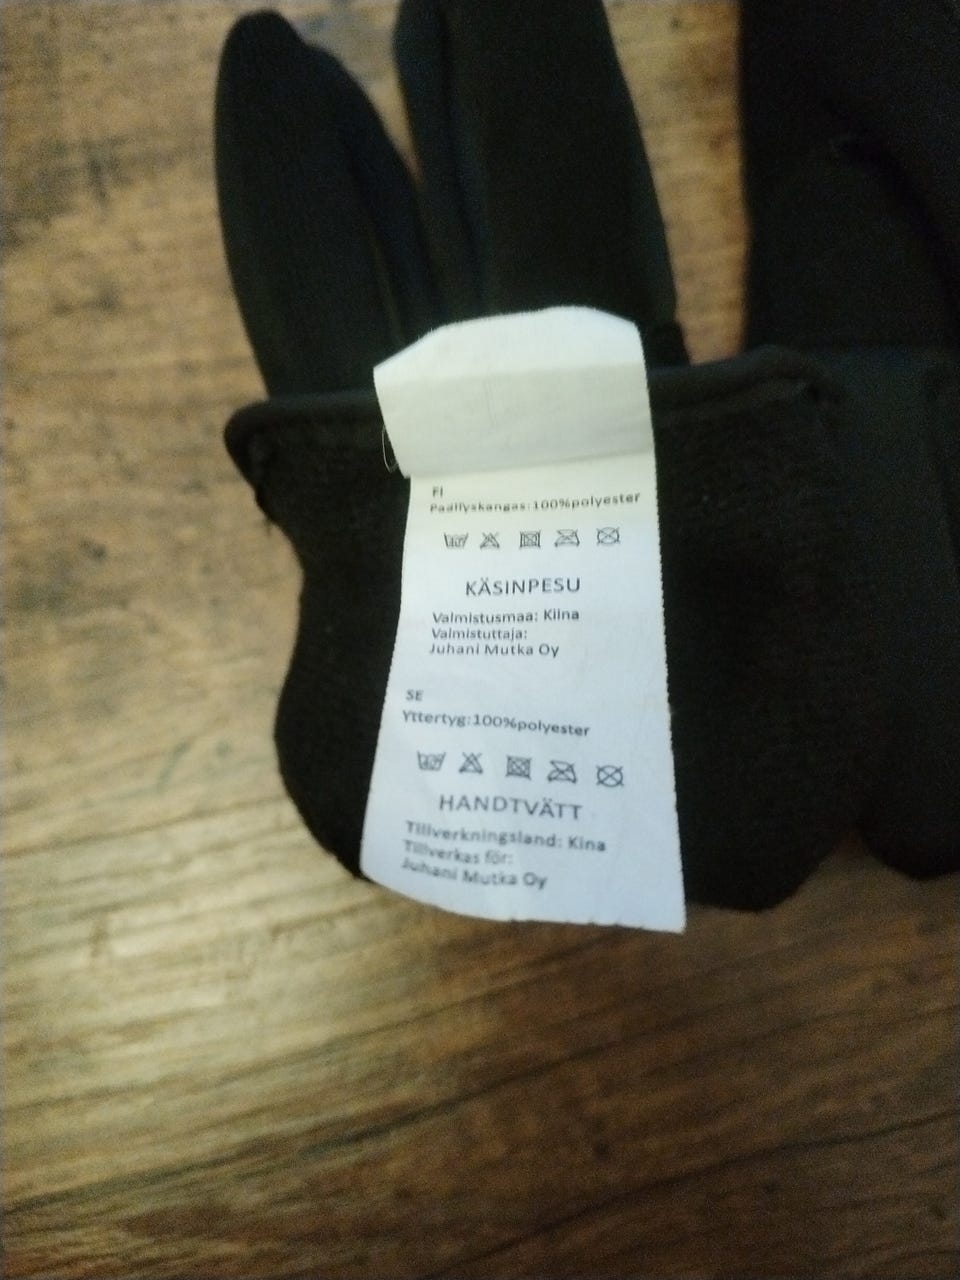 FI
Päällyskangas:100%polyester
KÄSINPESU
Valmistusmaa: Kiina
Valmistuttaja:
Juhani Mutka Oy
SE
Yttertyg:100%polyester
HANDTVÄTT
Tillverkningsland: Kina
Tillverkas för:
Juhani Mutka Oy